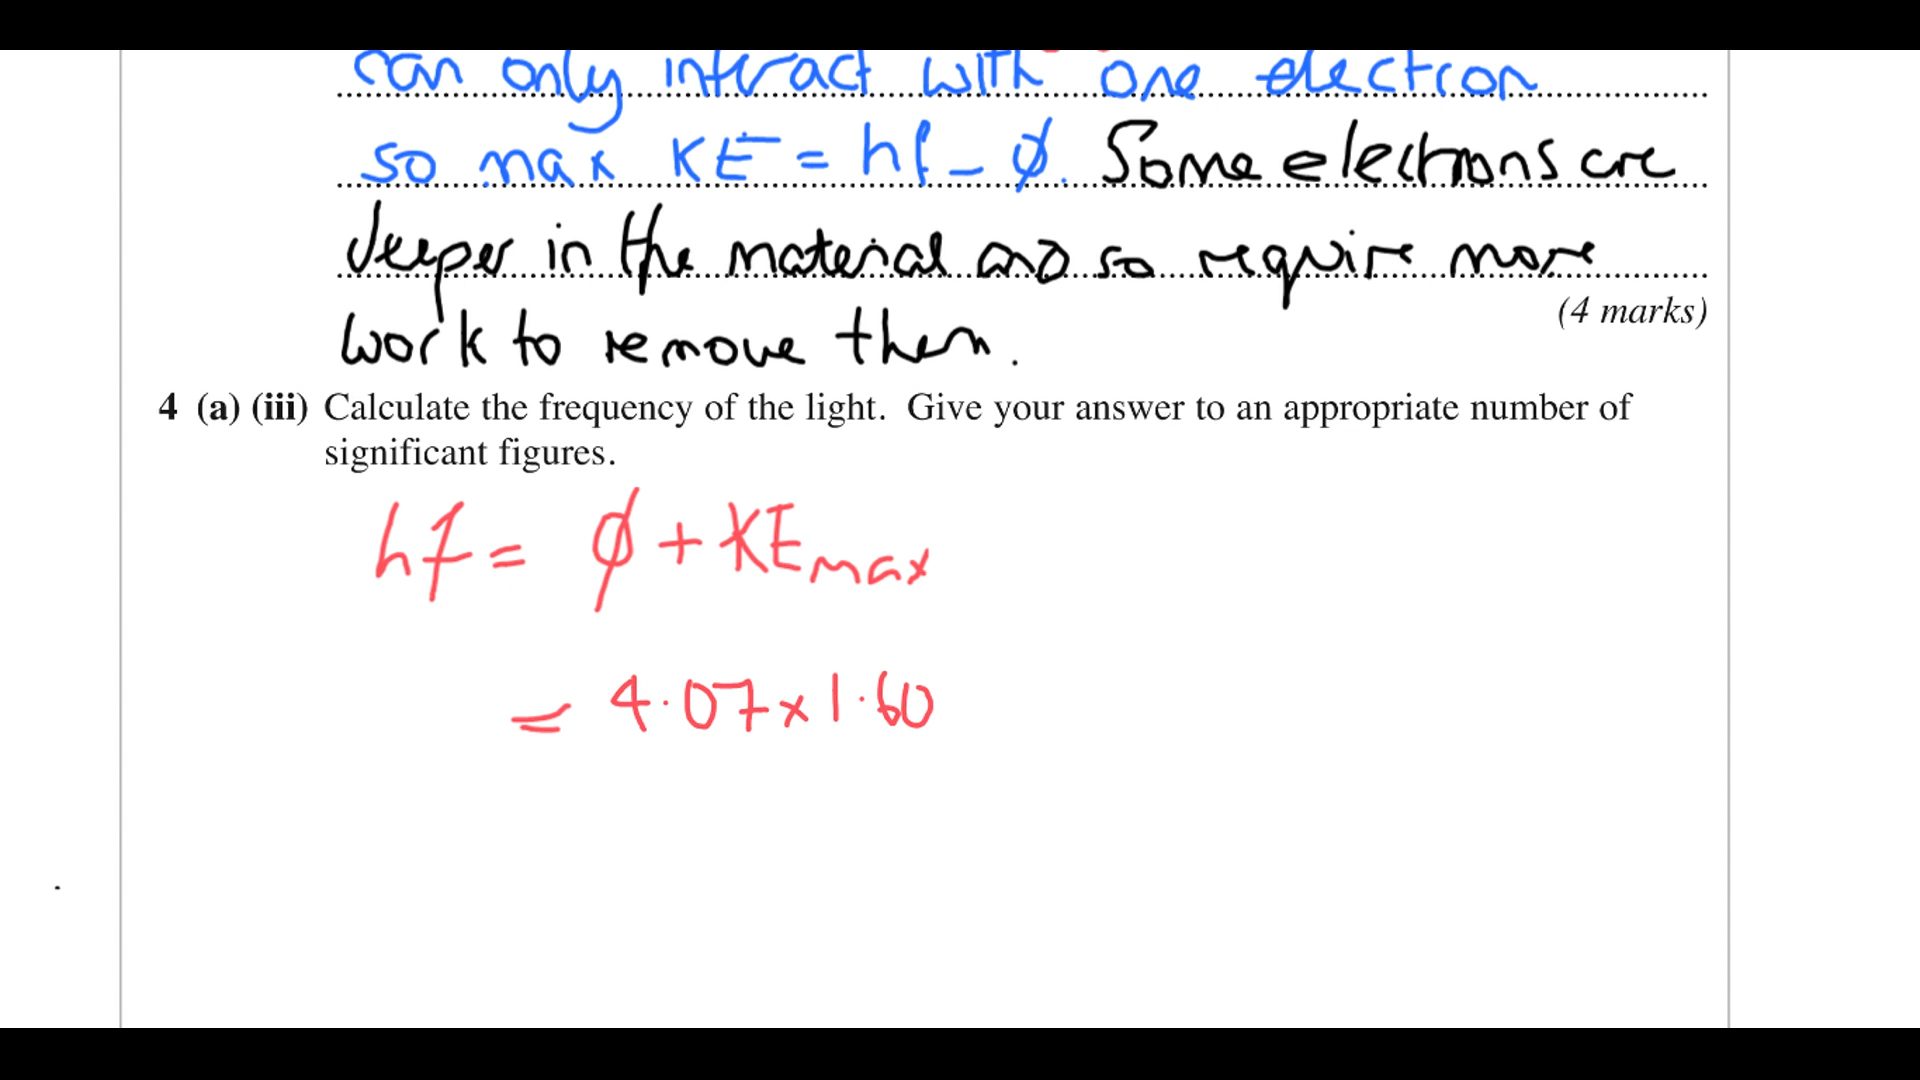 can only interact with one electron
so max KE = hf - ϕ. Some electrons are
deeper in the material and so require more
(4 marks)
work to remove them.
4 (a) (iii) Calculate the frequency of the light. Give your answer to an appropriate number of
significant figures.
hf = ϕ + KEmax
= 4.07 x 1.60